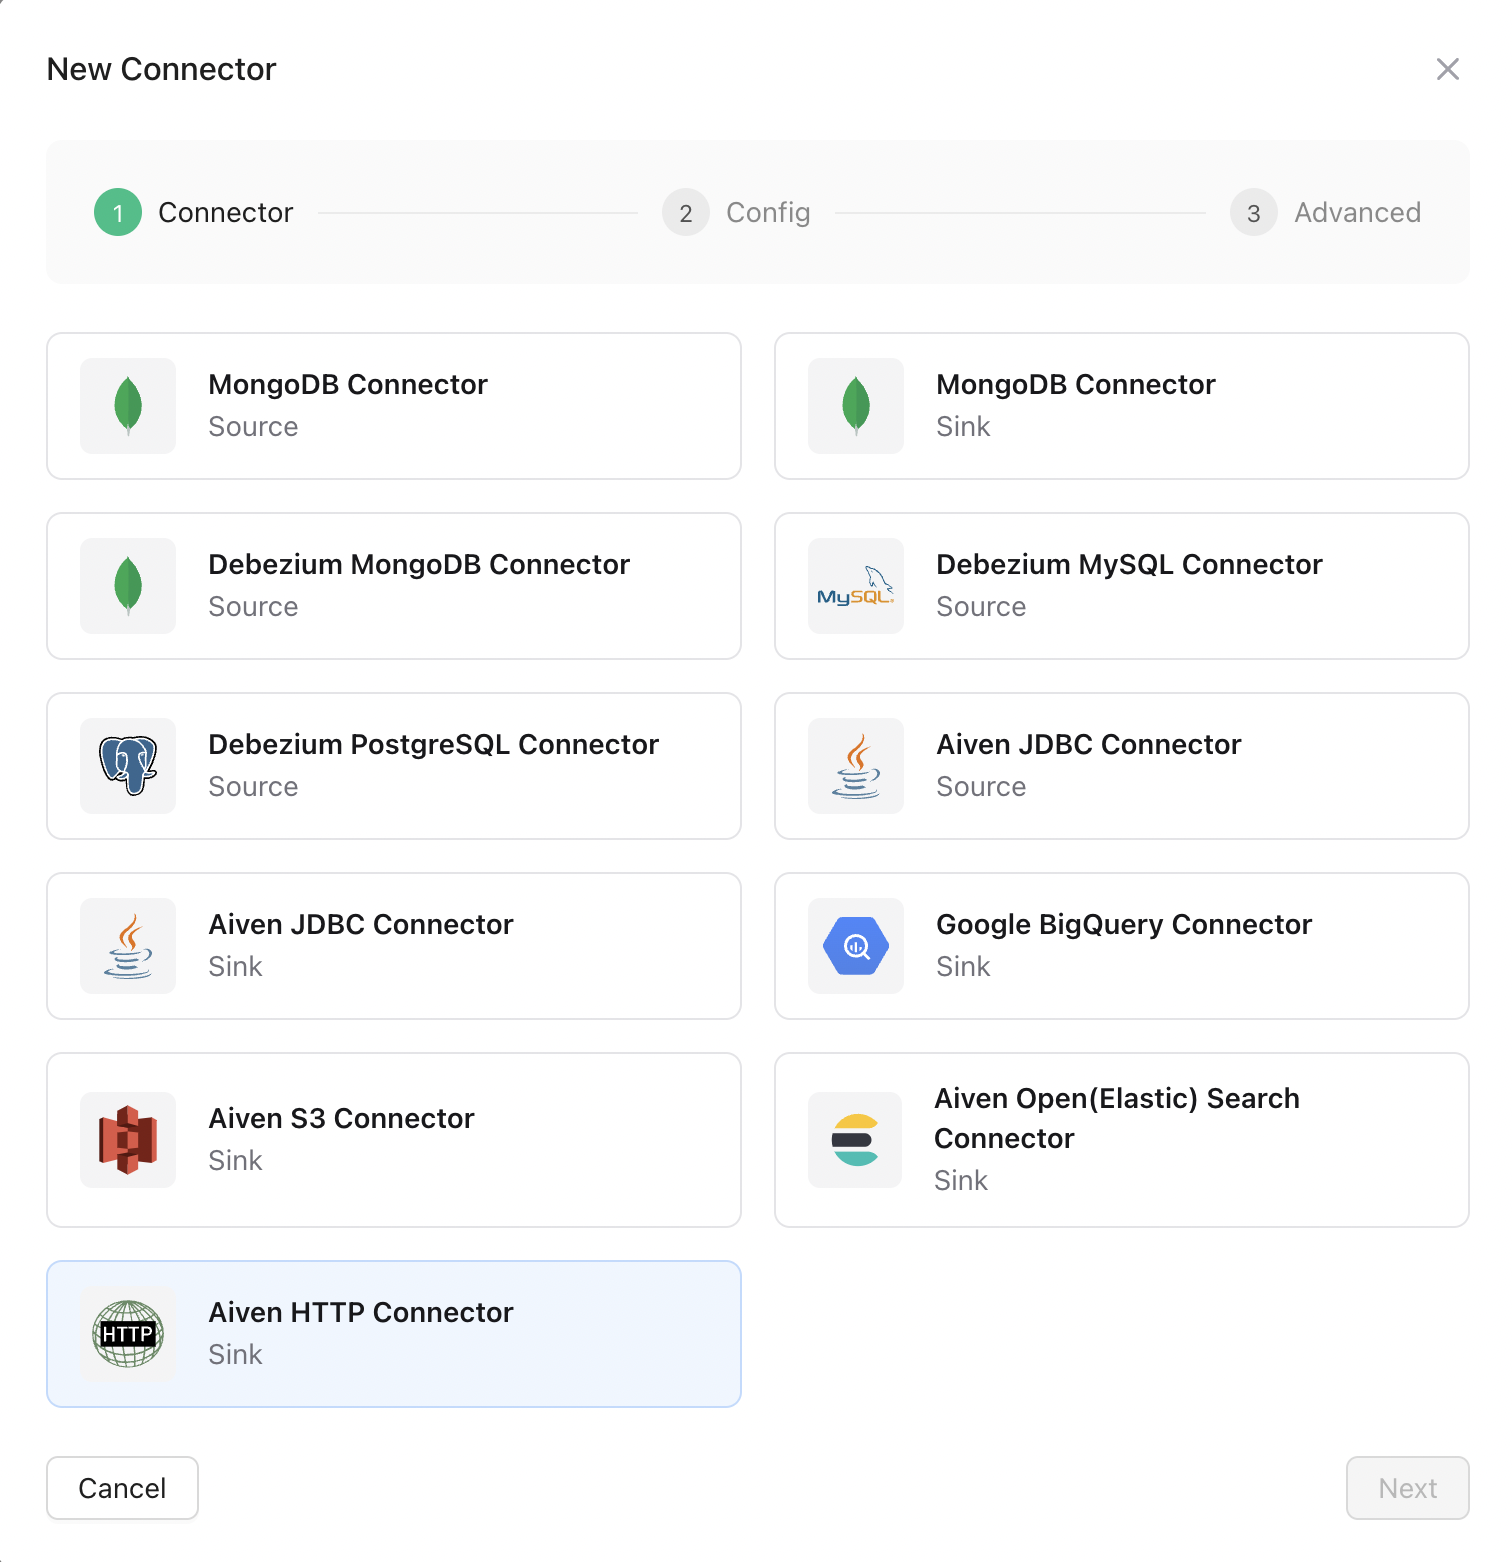 New Connector
1 Connector
2 Config
3 Advanced
MongoDB Connector
Source
MongoDB Connector
Sink
Debezium MongoDB Connector
Source
MySQL
Debezium MySQL Connector
Source
Debezium PostgreSQL Connector
Source
Aiven JDBC Connector
Source
Aiven JDBC Connector
Sink
Google BigQuery Connector
Sink
Aiven S3 Connector
Sink
Aiven Open(Elastic) Search
Connector
Sink
HTTP
Aiven HTTP Connector
Sink
Cancel
Next